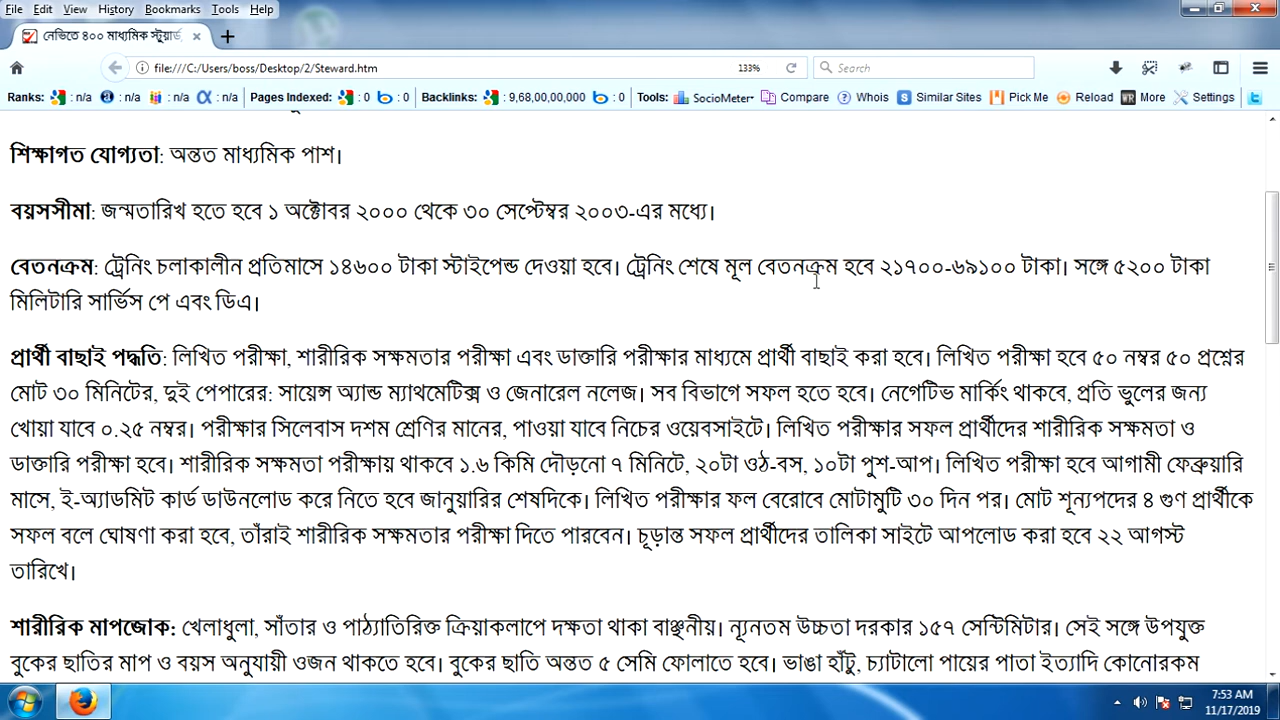 File Edit View History Bookmarks Tools Help
নেভিতে ৪০০ মাধ্যমিক স্টুয়ার্ড,
file:///C:/Users/boss/Desktop/2/Steward.htm 133% Search
Ranks: : n/a : n/a : n/a : n/a Pages Indexed: : 0 : 0 Backlinks: : 9,68,00,00,000 : 0 Tools: SocioMeter Compare Whois Similar Sites Pick Me Reload More Settings
শিক্ষাগত যোগ্যতা: অন্তত মাধ্যমিক পাশ।
বয়সসীমা: জন্মতারিখ হতে হবে ১ অক্টোবর ২০০০ থেকে ৩০ সেপ্টেম্বর ২০০৩-এর মধ্যে।
বেতনক্রম: ট্রেনিং চলাকালীন প্রতিমাসে ১৪৬০০ টাকা স্টাইপেন্ড দেওয়া হবে। ট্রেনিং শেষে মূল বেতনক্রম হবে ২১৭০০-৬৯১০০ টাকা। সঙ্গে ৫২০০ টাকা
মিলিটারি সার্ভিস পে এবং ডিএ।
প্রার্থী বাছাই পদ্ধতি: লিখিত পরীক্ষা, শারীরিক সক্ষমতার পরীক্ষা এবং ডাক্তারি পরীক্ষার মাধ্যমে প্রার্থী বাছাই করা হবে। লিখিত পরীক্ষা হবে ৫০ নম্বর ৫০ প্রশ্নের
মোট ৩০ মিনিটের, দুই পেপারের: সায়েন্স অ্যান্ড ম্যাথমেটিক্স ও জেনারেল নলেজ। সব বিভাগে সফল হতে হবে। নেগেটিভ মার্কিং থাকবে, প্রতি ভুলের জন্য
খোয়া যাবে ০.২৫ নম্বর। পরীক্ষার সিলেবাস দশম শ্রেণির মানের, পাওয়া যাবে নিচের ওয়েবসাইটে। লিখিত পরীক্ষার সফল প্রার্থীদের শারীরিক সক্ষমতা ও
ডাক্তারি পরীক্ষা হবে। শারীরিক সক্ষমতা পরীক্ষায় থাকবে ১.৬ কিমি দৌড়নো ৭ মিনিটে, ২০টা ওঠ-বস, ১০টা পুশ-আপ। লিখিত পরীক্ষা হবে আগামী ফেব্রুয়ারি
মাসে, ই-অ্যাডমিট কার্ড ডাউনলোড করে নিতে হবে জানুয়ারির শেষদিকে। লিখিত পরীক্ষার ফল বেরোবে মোটামুটি ৩০ দিন পর। মোট শূন্যপদের ৪ গুণ প্রার্থীকে
সফল বলে ঘোষণা করা হবে, তাঁরাই শারীরিক সক্ষমতার পরীক্ষা দিতে পারবেন। চূড়ান্ত সফল প্রার্থীদের তালিকা সাইটে আপলোড করা হবে ২২ আগস্ট
তারিখে।
শারীরিক মাপজোক: খেলাধুলা, সাঁতার ও পাঠ্যাতিরিক্ত ক্রিয়াকলাপে দক্ষতা থাকা বাঞ্ছনীয়। ন্যূনতম উচ্চতা দরকার ১৫৭ সেন্টিমিটার। সেই সঙ্গে উপযুক্ত
বুকের ছাতির মাপ ও বয়স অনুযায়ী ওজন থাকতে হবে। বুকের ছাতি অন্তত ৫ সেমি ফোলাতে হবে। ভাঙা হাঁটু, চ্যাটালো পায়ের পাতা ইত্যাদি কোনোরকম
7:53 AM
11/17/2019